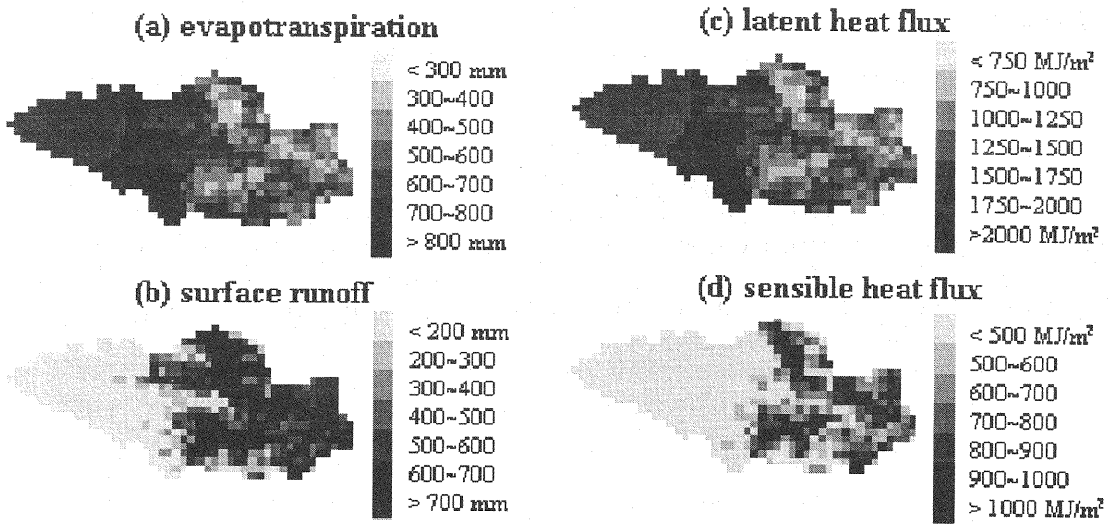 (a) evapotranspiration
< 300 mm
300~400
400~500
500~600
600~700
700~800
> 800 mm
(c) latent heat flux
< 750 MJ/m²
750~1000
1000~1250
1250~1500
1500~1750
1750~2000
>2000 MJ/m²
(b) surface runoff
< 200 mm
200~300
300~400
400~500
500~600
600~700
> 700 mm
(d) sensible heat flux
< 500 MJ/m²
500~600
600~700
700~800
800~900
900~1000
> 1000 MJ/m²